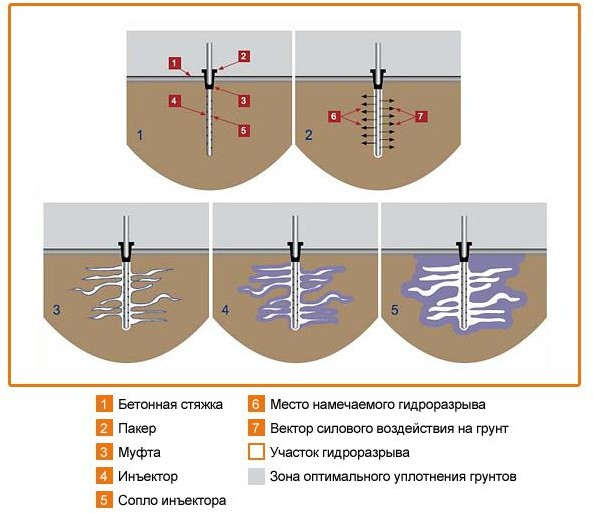 1
2
4
3
5
1
6
7
2
3
4
5
1 Бетонная стяжка
2 Пакер
3 Муфта
4 Инъектор
5 Сопло инъектора
6 Место намечаемого гидроразрыва
7 Вектор силового воздействия на грунт
Участок гидроразрыва
Зона оптимального уплотнения грунтов